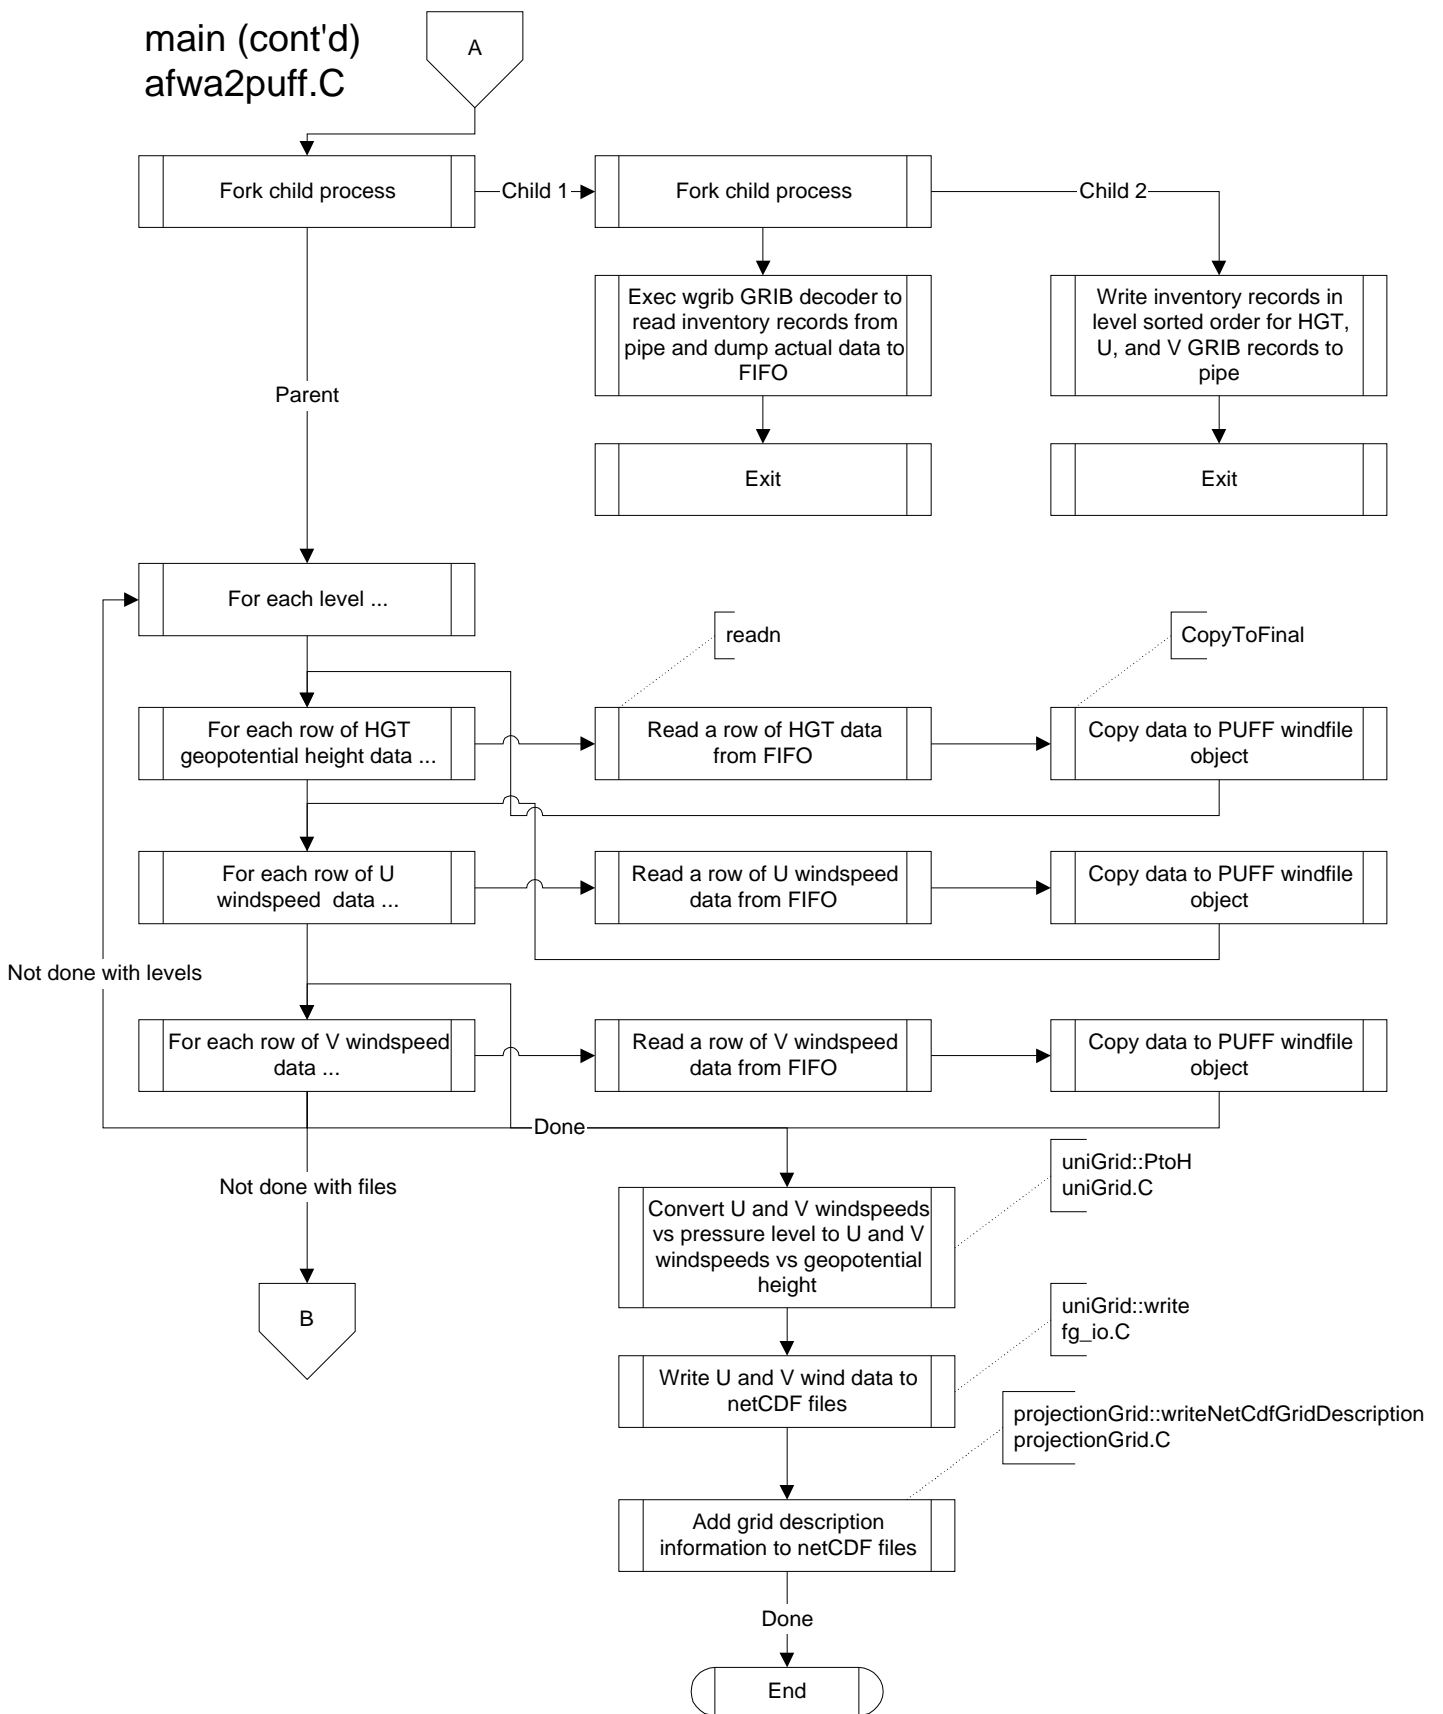 main (cont'd)
afwa2puff.C
A
Fork child process
Child 1
Fork child process
Child 2
Exec wgrib GRIB decoder to
read inventory records from
pipe and dump actual data to
FIFO
Write inventory records in
level sorted order for HGT,
U, and V GRIB records to
pipe
Parent
Exit
Exit
For each level ...
readn
CopyToFinal
For each row of HGT
geopotential height data ...
Read a row of HGT data
from FIFO
Copy data to PUFF windfile
object
For each row of U
windspeed  data ...
Read a row of U windspeed
data from FIFO
Copy data to PUFF windfile
object
Not done with levels
For each row of V windspeed
data ...
Read a row of V windspeed
data from FIFO
Copy data to PUFF windfile
object
Done
Not done with files
uniGrid::PtoH
uniGrid.C
Convert U and V windspeeds
vs pressure level to U and V
windspeeds vs geopotential
height
B
uniGrid::write
fg_io.C
Write U and V wind data to
netCDF files
projectionGrid::writeNetCdfGridDescription
projectionGrid.C
Add grid description
information to netCDF files
Done
End